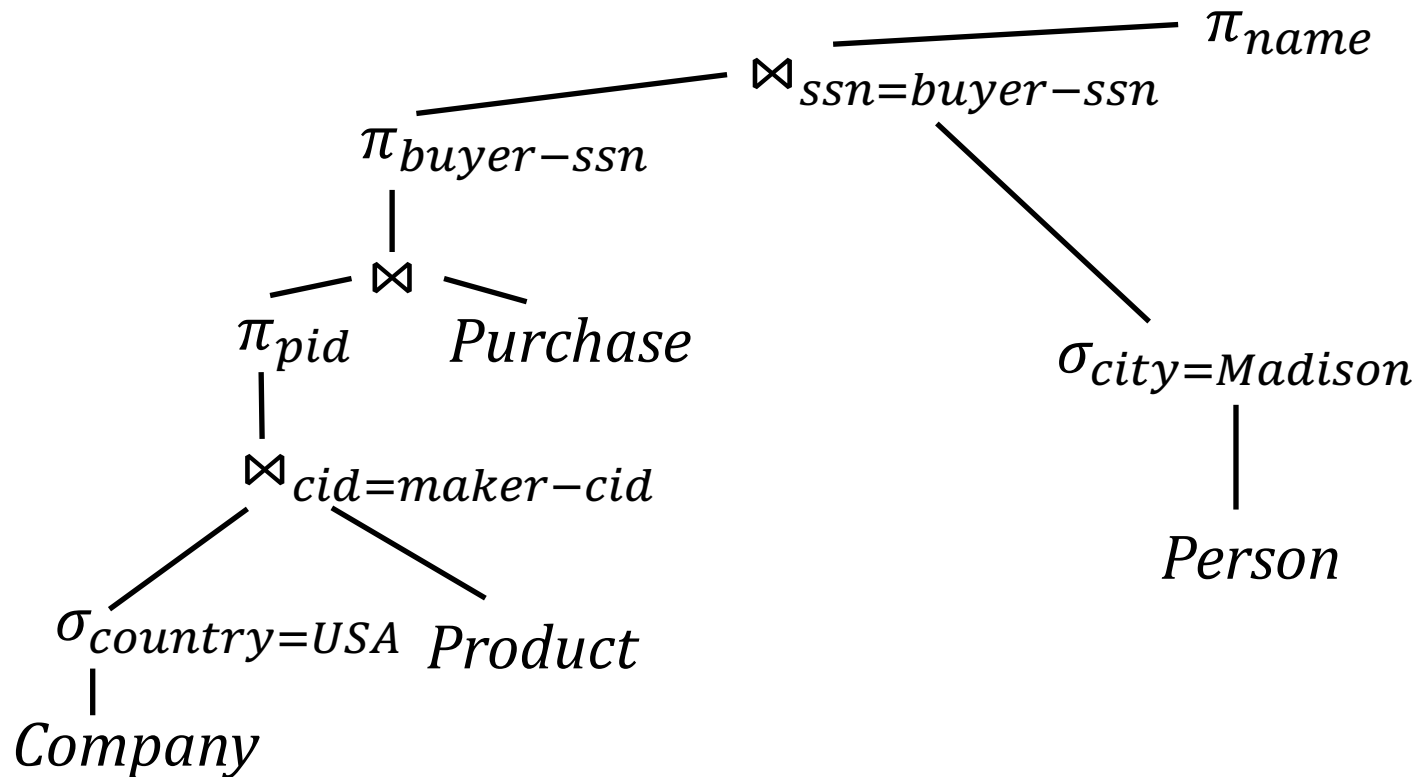 π_name
⋈_ssn=buyer−ssn
π_buyer−ssn
⋈
π_pid Purchase
σ_city=Madison
⋈_cid=maker−cid
Person
σ_country=USA Product
Company